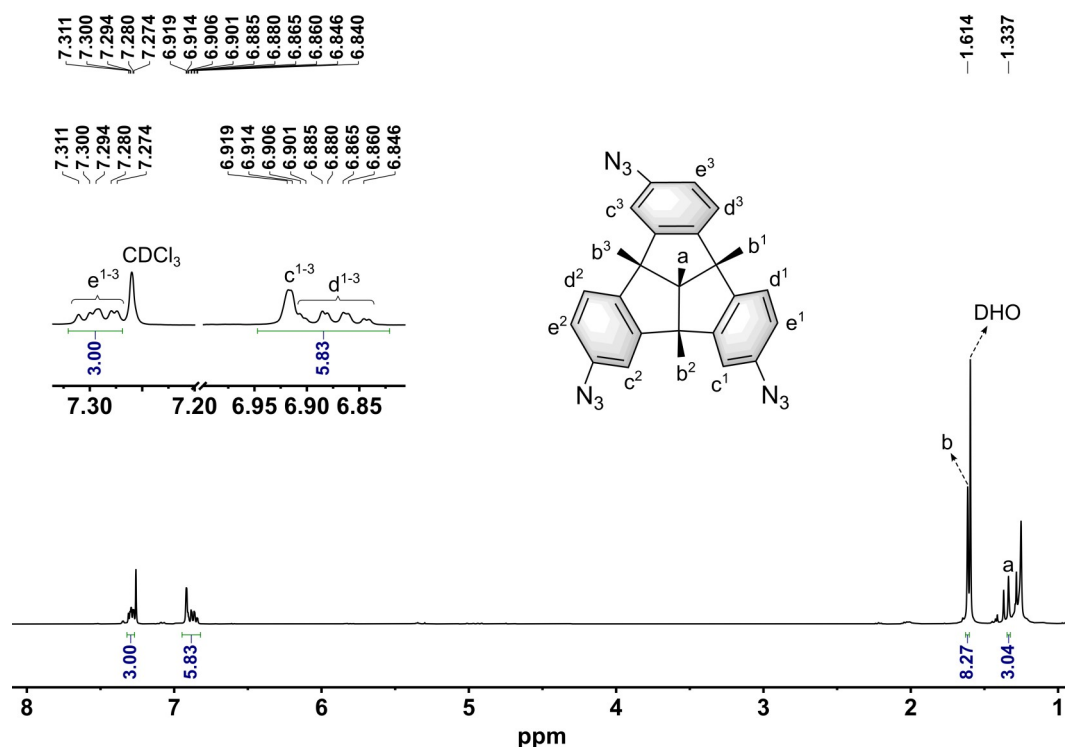 7.311
7.300
7.294
7.280
7.274
6.919
6.914
6.906
6.901
6.885
6.880
6.865
6.860
6.846
6.840
1.614
1.337
7.311
7.300
7.294
7.280
7.274
6.919
6.914
6.906
6.901
6.885
6.880
6.865
6.860
6.846
CDCl₃
e¹⁻³
c¹⁻³
d¹⁻³
3.00
5.83
7.30
7.20
6.95
6.90
6.85
N₃
e³
c³
d³
b³
a
b¹
d²
d¹
e²
e¹
c²
b²
c¹
N₃
N₃
DHO
b
a
3.00
5.83
8.27
3.04
8
7
6
5
4
3
2
1
ppm